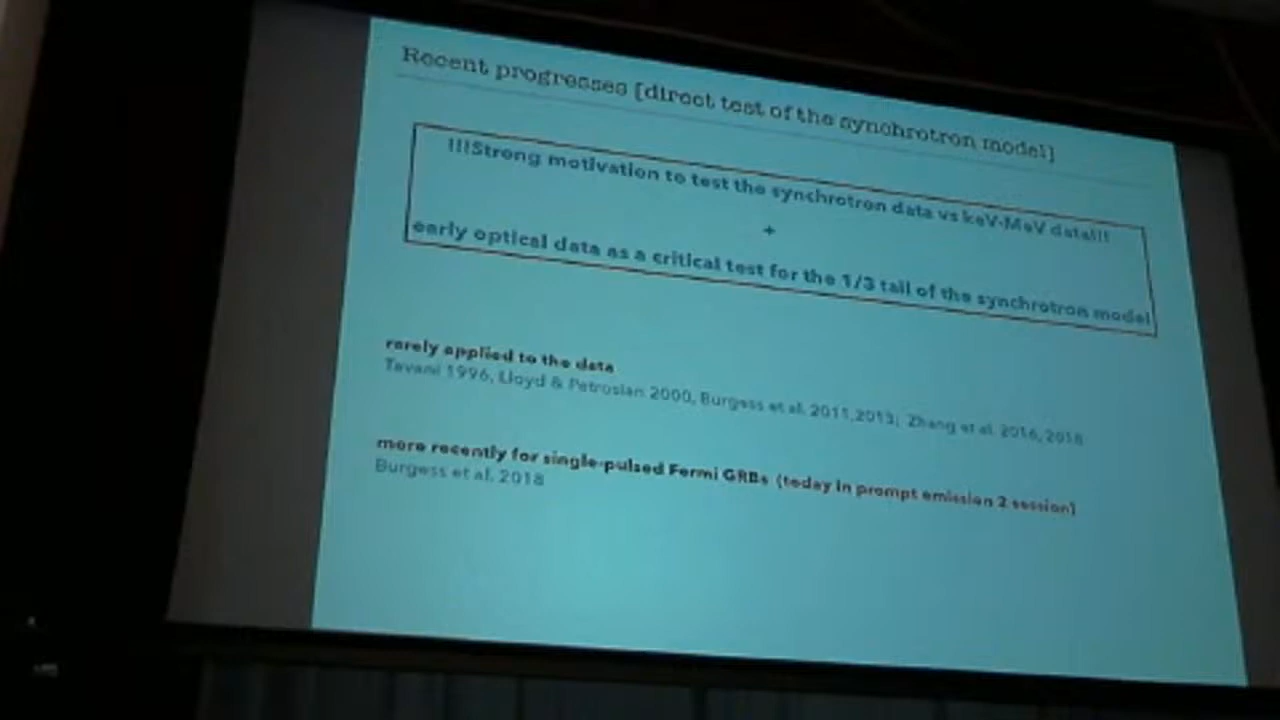 Recent progresses [direct test of the synchrotron model]
!!!Strong motivation to test the synchrotron data vs keV-MeV data!!!
+
early optical data as a critical test for the 1/3 tail of the synchrotron model
rarely applied to the data
Tavani 1996, Lloyd & Petrosian 2000, Burgess et al. 2011,2013; Zhang et al. 2016, 2018
more recently for single-pulsed Fermi GRBs (today in prompt emission 2 session)
Burgess et al. 2018